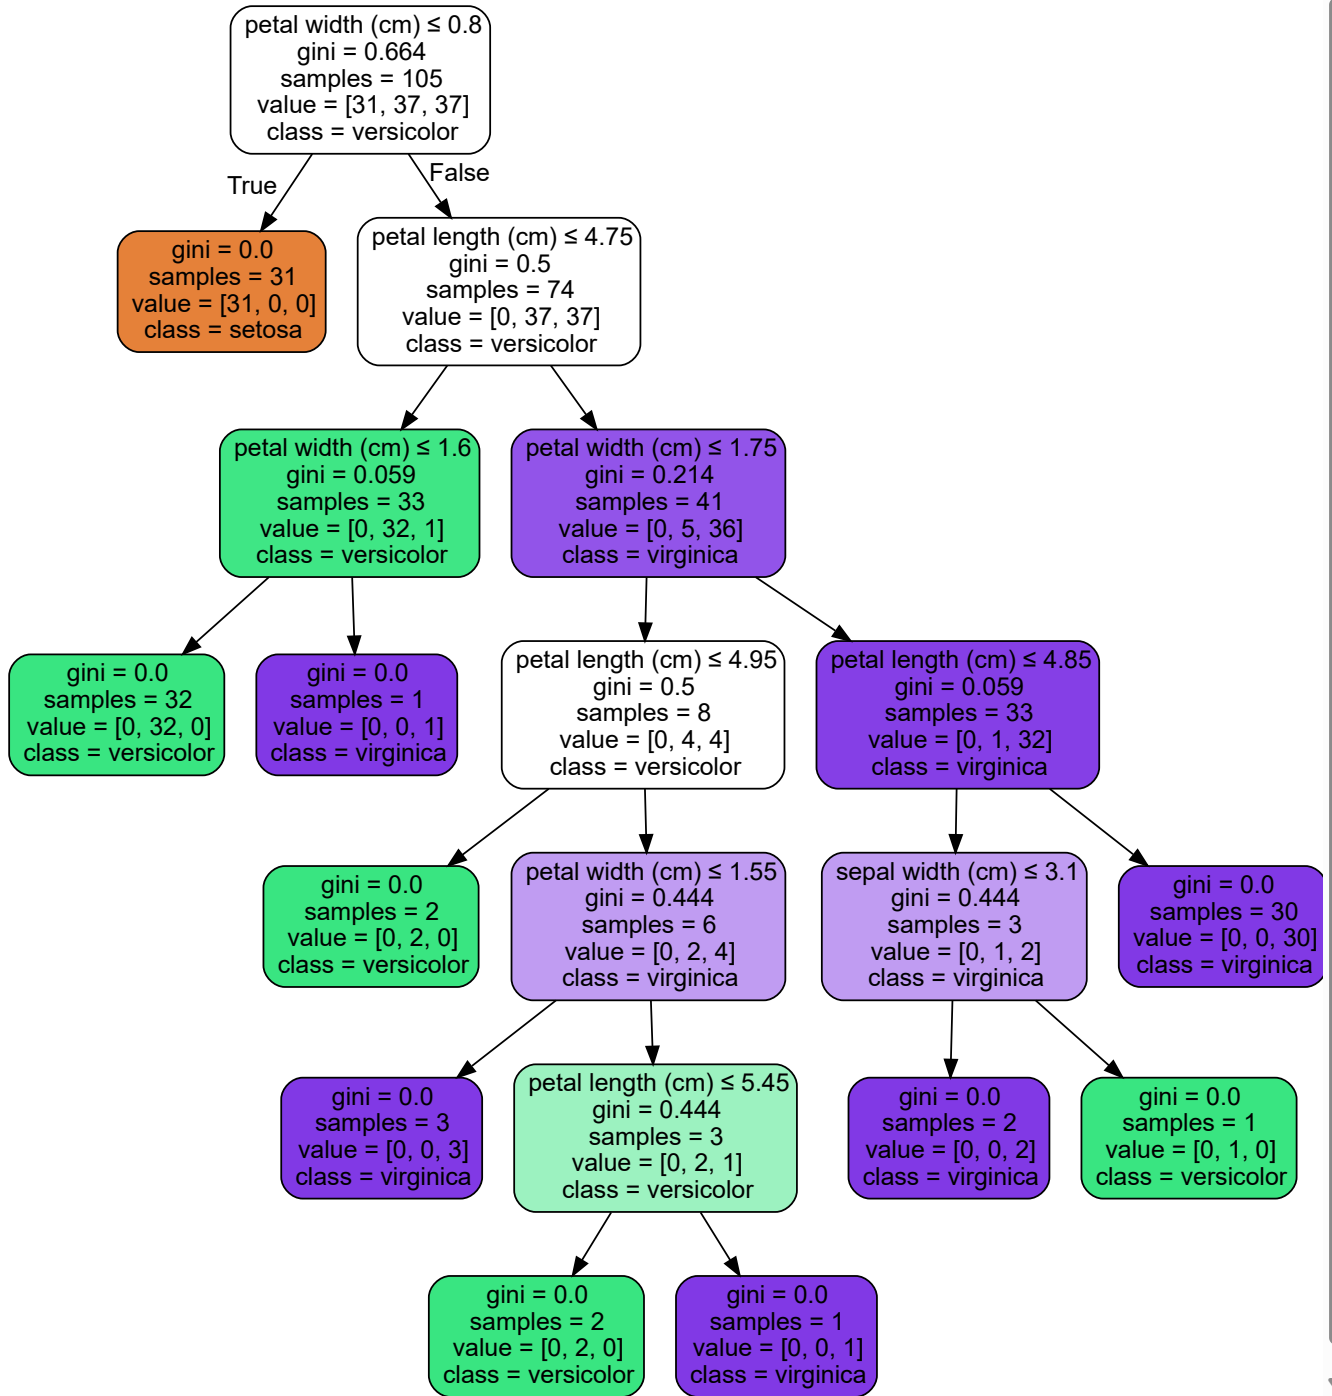 petal width (cm) ≤ 0.8
gini = 0.664
samples = 105
value = [31, 37, 37]
class = versicolor
True
False
gini = 0.0
samples = 31
value = [31, 0, 0]
class = setosa
petal length (cm) ≤ 4.75
gini = 0.5
samples = 74
value = [0, 37, 37]
class = versicolor
petal width (cm) ≤ 1.6
gini = 0.059
samples = 33
value = [0, 32, 1]
class = versicolor
petal width (cm) ≤ 1.75
gini = 0.214
samples = 41
value = [0, 5, 36]
class = virginica
gini = 0.0
samples = 32
value = [0, 32, 0]
class = versicolor
gini = 0.0
samples = 1
value = [0, 0, 1]
class = virginica
petal length (cm) ≤ 4.95
gini = 0.5
samples = 8
value = [0, 4, 4]
class = versicolor
petal length (cm) ≤ 4.85
gini = 0.059
samples = 33
value = [0, 1, 32]
class = virginica
gini = 0.0
samples = 2
value = [0, 2, 0]
class = versicolor
petal width (cm) ≤ 1.55
gini = 0.444
samples = 6
value = [0, 2, 4]
class = virginica
sepal width (cm) ≤ 3.1
gini = 0.444
samples = 3
value = [0, 1, 2]
class = virginica
gini = 0.0
samples = 30
value = [0, 0, 30]
class = virginica
gini = 0.0
samples = 3
value = [0, 0, 3]
class = virginica
petal length (cm) ≤ 5.45
gini = 0.444
samples = 3
value = [0, 2, 1]
class = versicolor
gini = 0.0
samples = 2
value = [0, 0, 2]
class = virginica
gini = 0.0
samples = 1
value = [0, 1, 0]
class = versicolor
gini = 0.0
samples = 2
value = [0, 2, 0]
class = versicolor
gini = 0.0
samples = 1
value = [0, 0, 1]
class = virginica